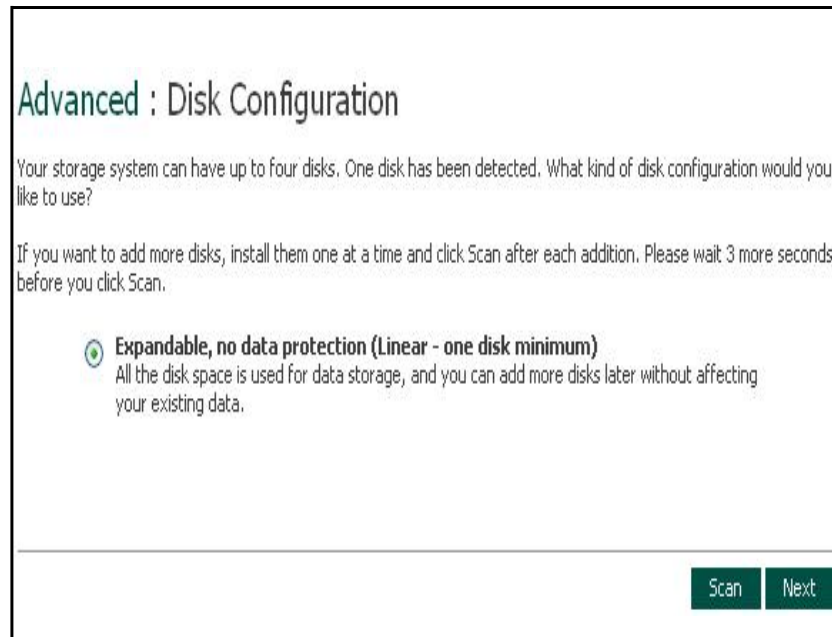 Advanced : Disk Configuration
Your storage system can have up to four disks. One disk has been detected. What kind of disk configuration would you
like to use?
If you want to add more disks, install them one at a time and click Scan after each addition. Please wait 3 more seconds
before you click Scan.
Expandable, no data protection (Linear - one disk minimum)
All the disk space is used for data storage, and you can add more disks later without affecting
your existing data.
Scan Next